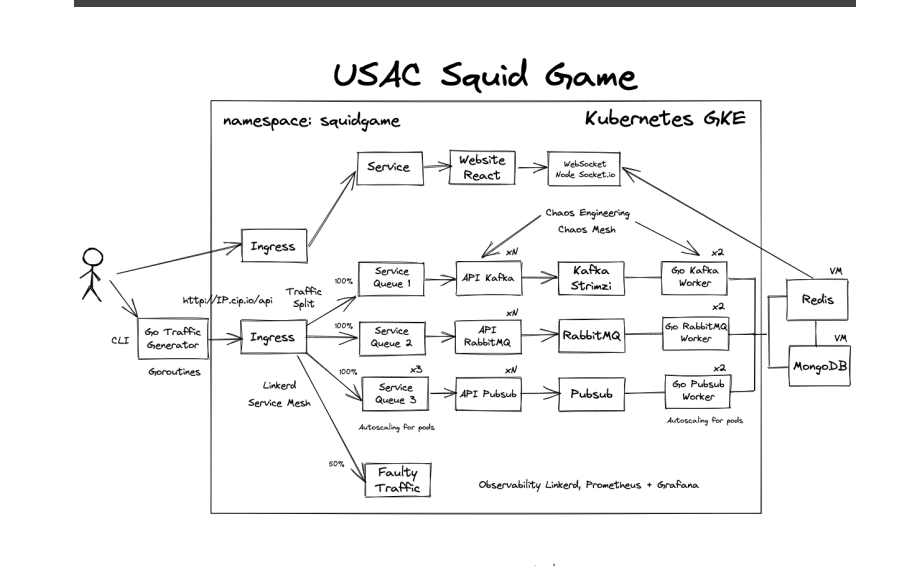 USAC Squid Game
namespace: squidgame
Kubernetes GKE
Service
Website
React
WebSocket
Node Socket.io
Chaos Engineering
Chaos Mesh
Ingress
xN
x2
VM
100%
Service
Queue 1
API Kafka
Kafka
Strimzi
Go Kafka
Worker
Redis
http://IP.cip.io/api
Traffic
Split
xN
x2
CLI
Go Traffic
Generator
Ingress
100%
Service
Queue 2
API
RabbitMQ
RabbitMQ
Go RabbitMQ
Worker
VM
MongoDB
Goroutines
100%
x3
xN
x2
Linkerd
Service Mesh
Service
Queue 3
API Pubsub
Pubsub
Go Pubsub
Worker
Autoscaling for pods
Autoscaling for pods
50%
Faulty
Traffic
Observability Linkerd, Prometheus + Grafana